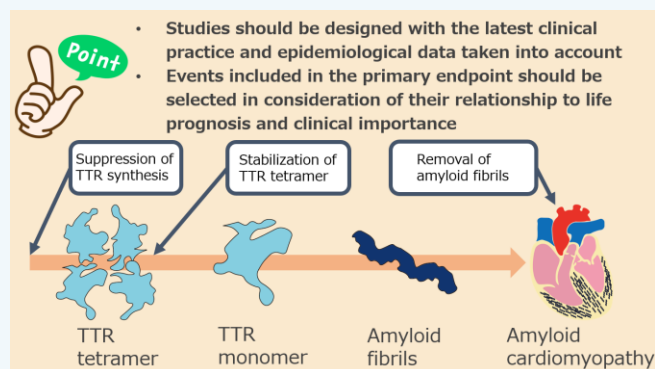 Point
• Studies should be designed with the latest clinical
practice and epidemiological data taken into account
• Events included in the primary endpoint should be
selected in consideration of their relationship to life
prognosis and clinical importance
Suppression of
TTR synthesis
Stabilization of
TTR tetramer
Removal of
amyloid fibrils
TTR
tetramer
TTR
monomer
Amyloid
fibrils
Amyloid
cardiomyopathy